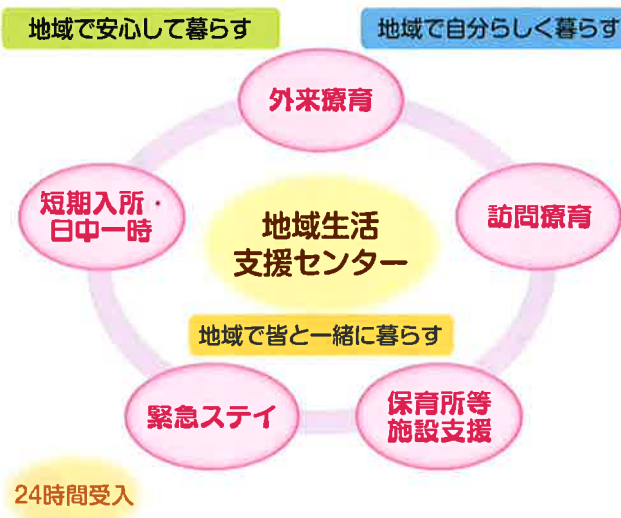 地域で安心して暮らす
地域で自分らしく暮らす
外来療育
短期入所・
日中一時
訪問療育
地域生活
支援センター
地域で皆と一緒に暮らす
緊急ステイ
保育所等
施設支援
24時間受入